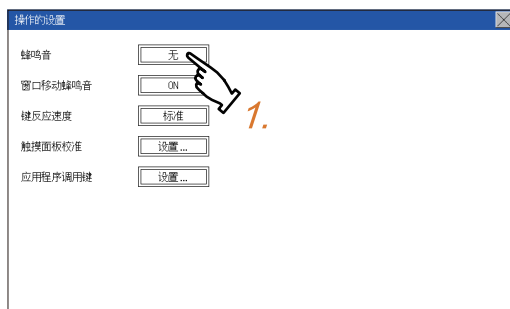 操作的设置
蜂鸣音 无
窗口移动蜂鸣音 ON
键反应速度 标准
触摸面板校准 设置...
应用程序调用键 设置...
1.